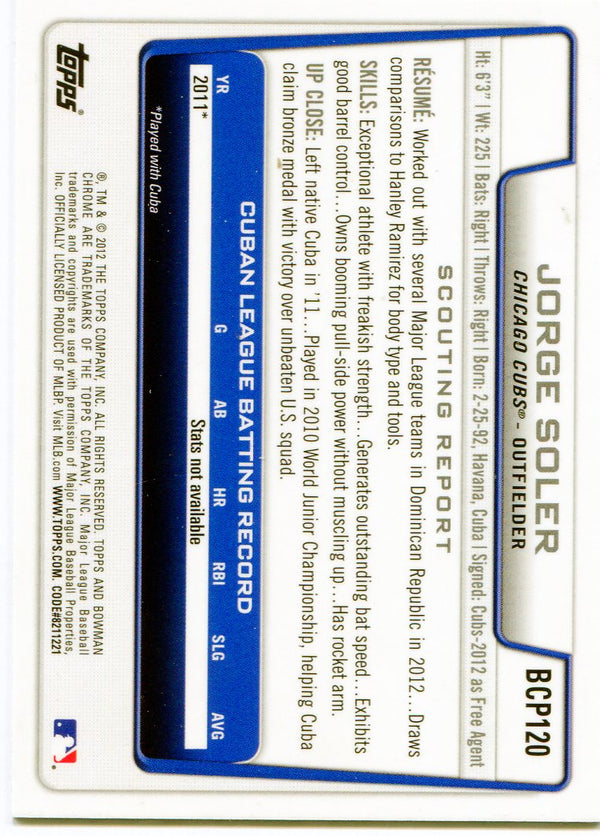 BCP120
JORGE SOLER
CHICAGO CUBS® - OUTFIELDER
Ht: 6'3" | Wt: 225 | Bats: Right | Throws: Right | Born: 2-25-92, Havana, Cuba | Signed: Cubs-2012 as Free Agent
SCOUTING REPORT
RÉSUMÉ: Worked out with several Major League teams in Dominican Republic in 2012...Draws
comparisons to Hanley Ramirez for body type and tools.
SKILLS: Exceptional athlete with freakish strength...Generates outstanding bat speed...Exhibits
good barrel control...Owns booming pull-side power without muscling up...Has rocket arm.
UP CLOSE: Left native Cuba in '11...Played in 2010 World Junior Championship, helping Cuba
claim bronze medal with victory over unbeaten U.S. squad.
CUBAN LEAGUE BATTING RECORD
YR G AB HR RBI SLG AVG
2011* Stats not available
*Played with Cuba
topps®
®, TM & © 2012 THE TOPPS COMPANY, INC. ALL RIGHTS RESERVED. TOPPS AND BOWMAN
CHROME ARE TRADEMARKS OF THE TOPPS COMPANY, INC. Major League Baseball
trademarks and copyrights are used with permission of Major League Baseball Properties,
Inc. OFFICIALLY LICENSED PRODUCT OF MLBP. Visit MLB.com WWW.TOPPS.COM. CODE#8211221